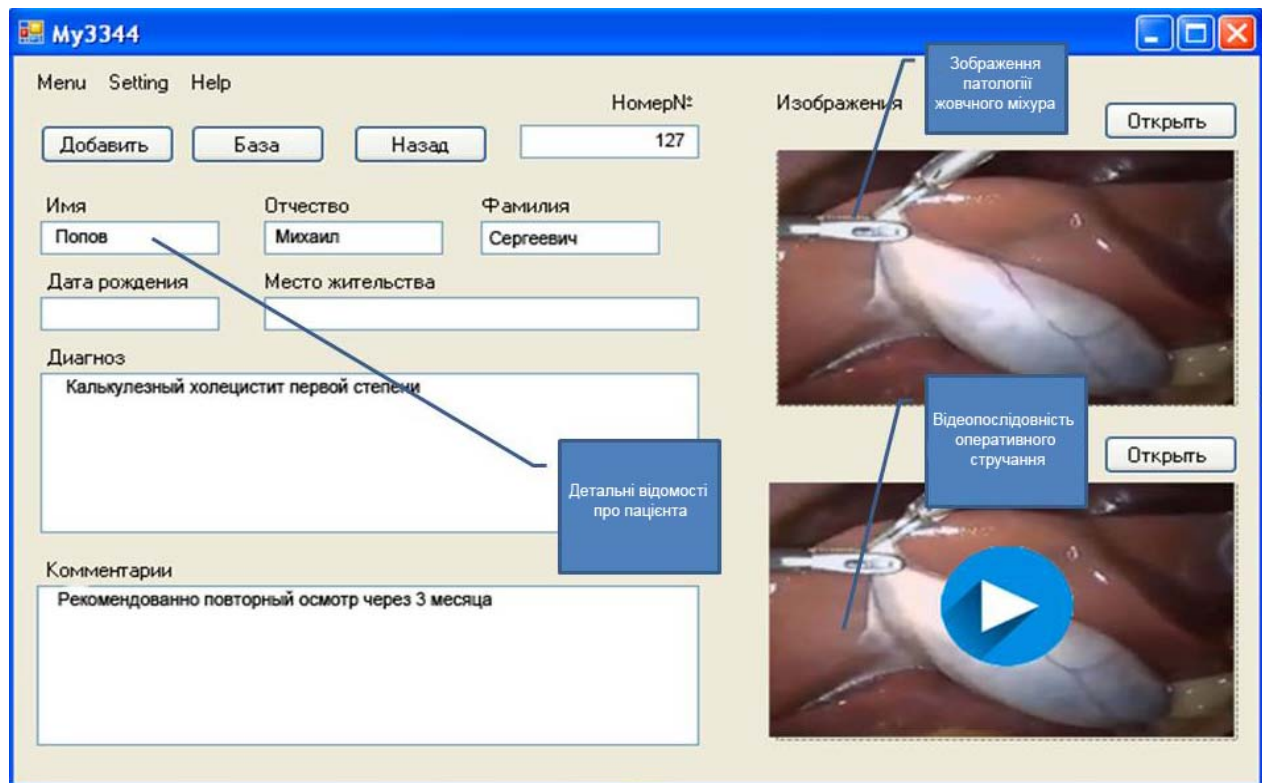 My3344
Menu Setting Help
Номер№
Изображения
Зображення
патології
жовчного міхура
Открыть
Добавить База Назад 127
Имя Отчество Фамилия
Попов Михаил Сергеевич
Дата рождения Место жительства
Диагноз
Калькулезный холецистит первой степени
Детальні відомості
про пацієнта
Відеопослідовність
оперативного
стручання
Открыть
Комментарии
Рекомендованно повторный осмотр через 3 месяца